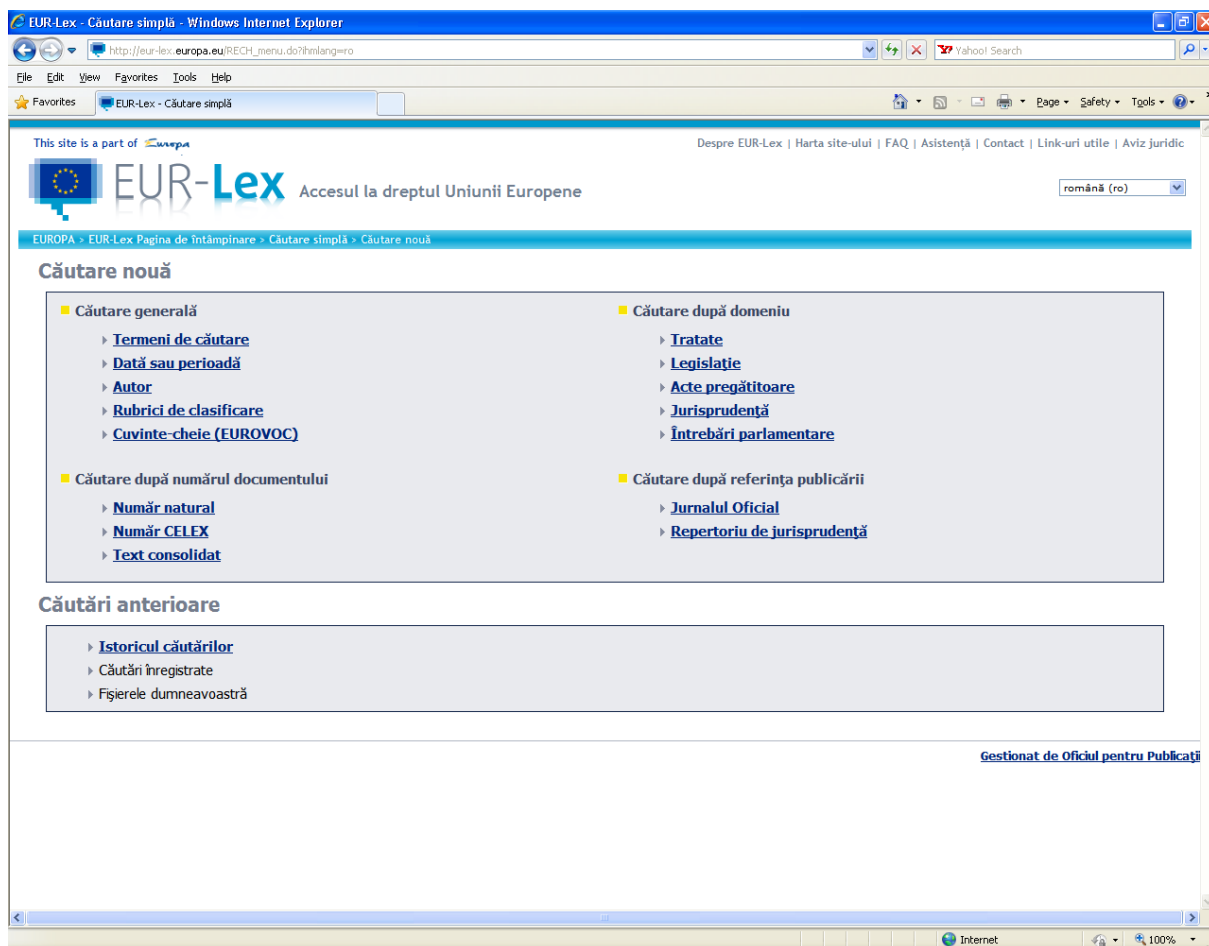 EUR-Lex - Căutare simplă - Windows Internet Explorer
http://eur-lex.europa.eu/RECH_menu.do?ihmlang=ro
Yahoo! Search
File Edit View Favorites Tools Help
Favorites
EUR-Lex - Căutare simplă
Page Safety Tools
This site is a part of Europa
Despre EUR-Lex | Harta site-ului | FAQ | Asistență | Contact | Link-uri utile | Aviz juridic
EUR-Lex Accesul la dreptul Uniunii Europene
română (ro)
EUROPA > EUR-Lex Pagina de întâmpinare > Căutare simplă > Căutare nouă
Căutare nouă
Căutare generală
Termeni de căutare
Dată sau perioadă
Autor
Rubrici de clasificare
Cuvinte-cheie (EUROVOC)
Căutare după domeniu
Tratate
Legislaţie
Acte pregătitoare
Jurisprudenţă
Întrebări parlamentare
Căutare după numărul documentului
Număr natural
Număr CELEX
Text consolidat
Căutare după referinţa publicării
Jurnalul Oficial
Repertoriu de jurisprudenţă
Căutări anterioare
Istoricul căutărilor
Căutări înregistrate
Fişierele dumneavoastră
Gestionat de Oficiul pentru Publicaţii
Internet
100%